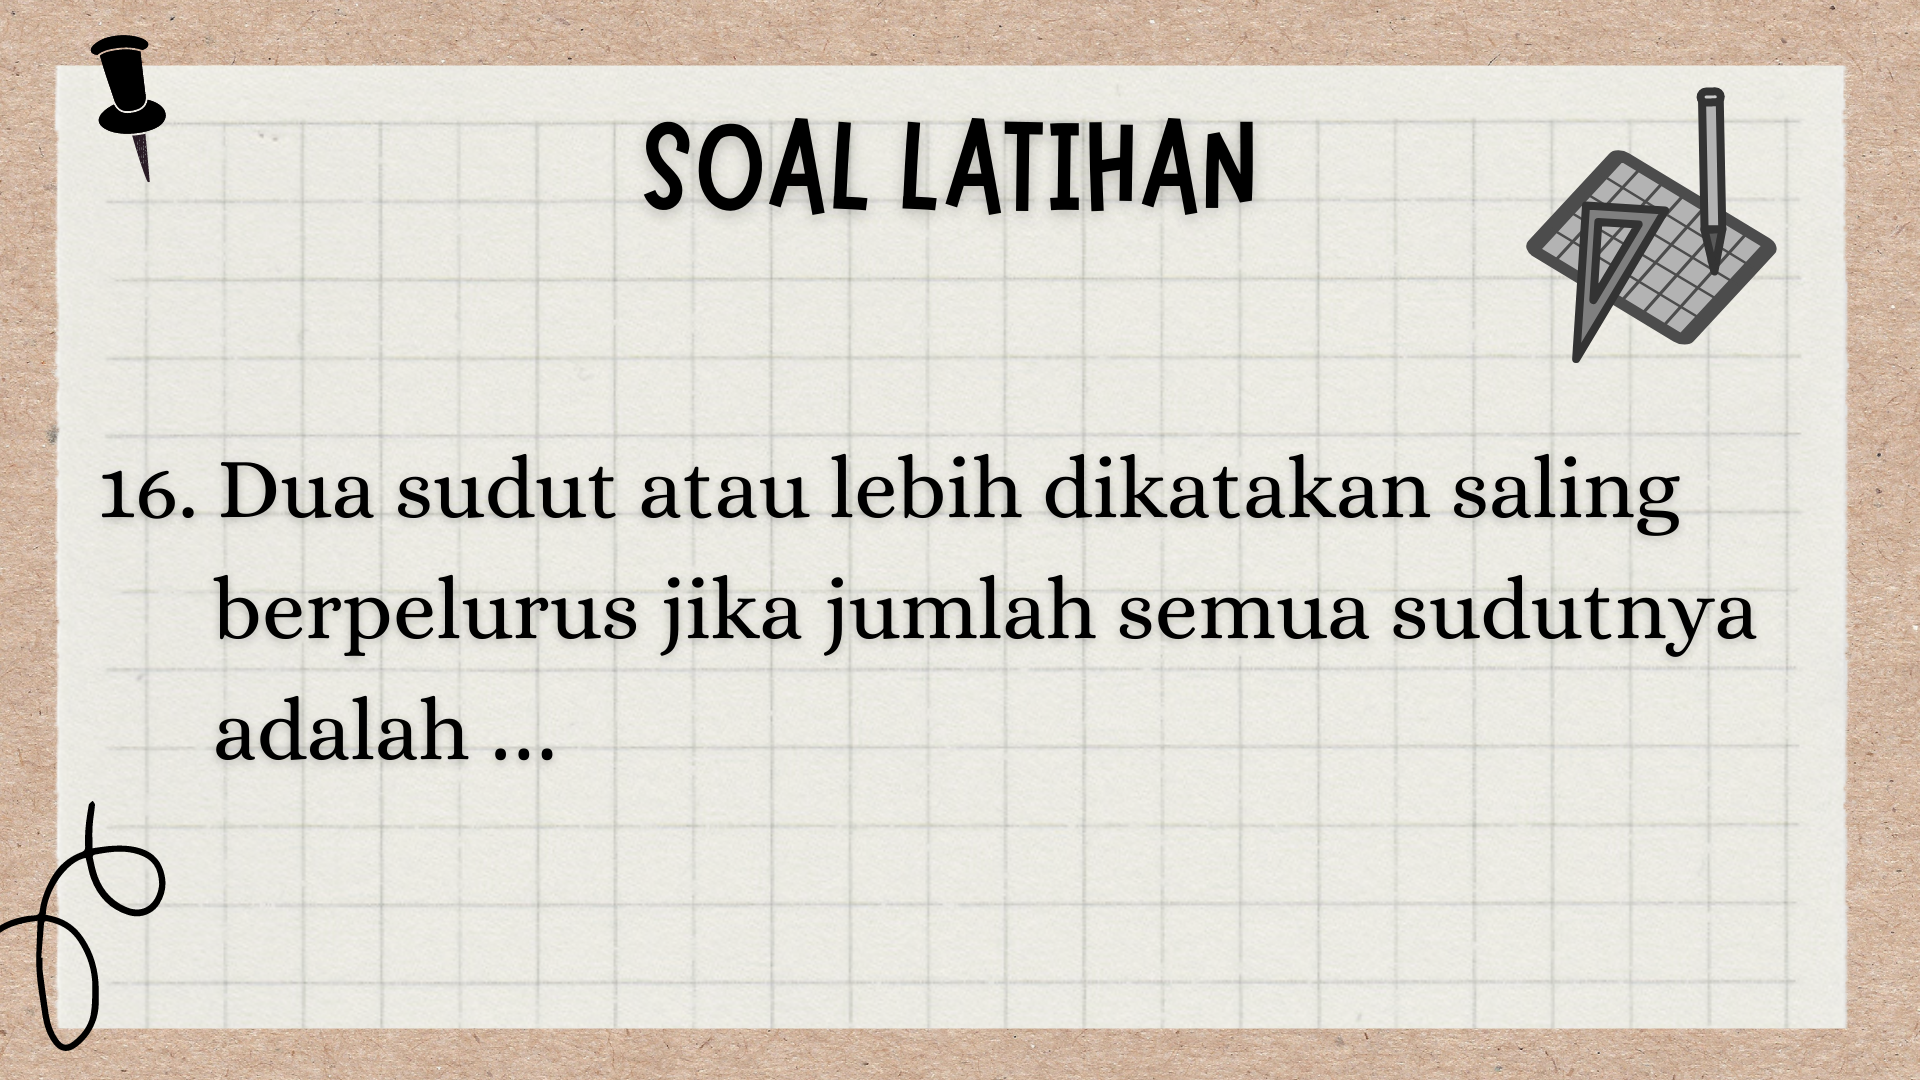 SOAL LATIHAN
16. Dua sudut atau lebih dikatakan saling
berpelurus jika jumlah semua sudutnya
adalah ...